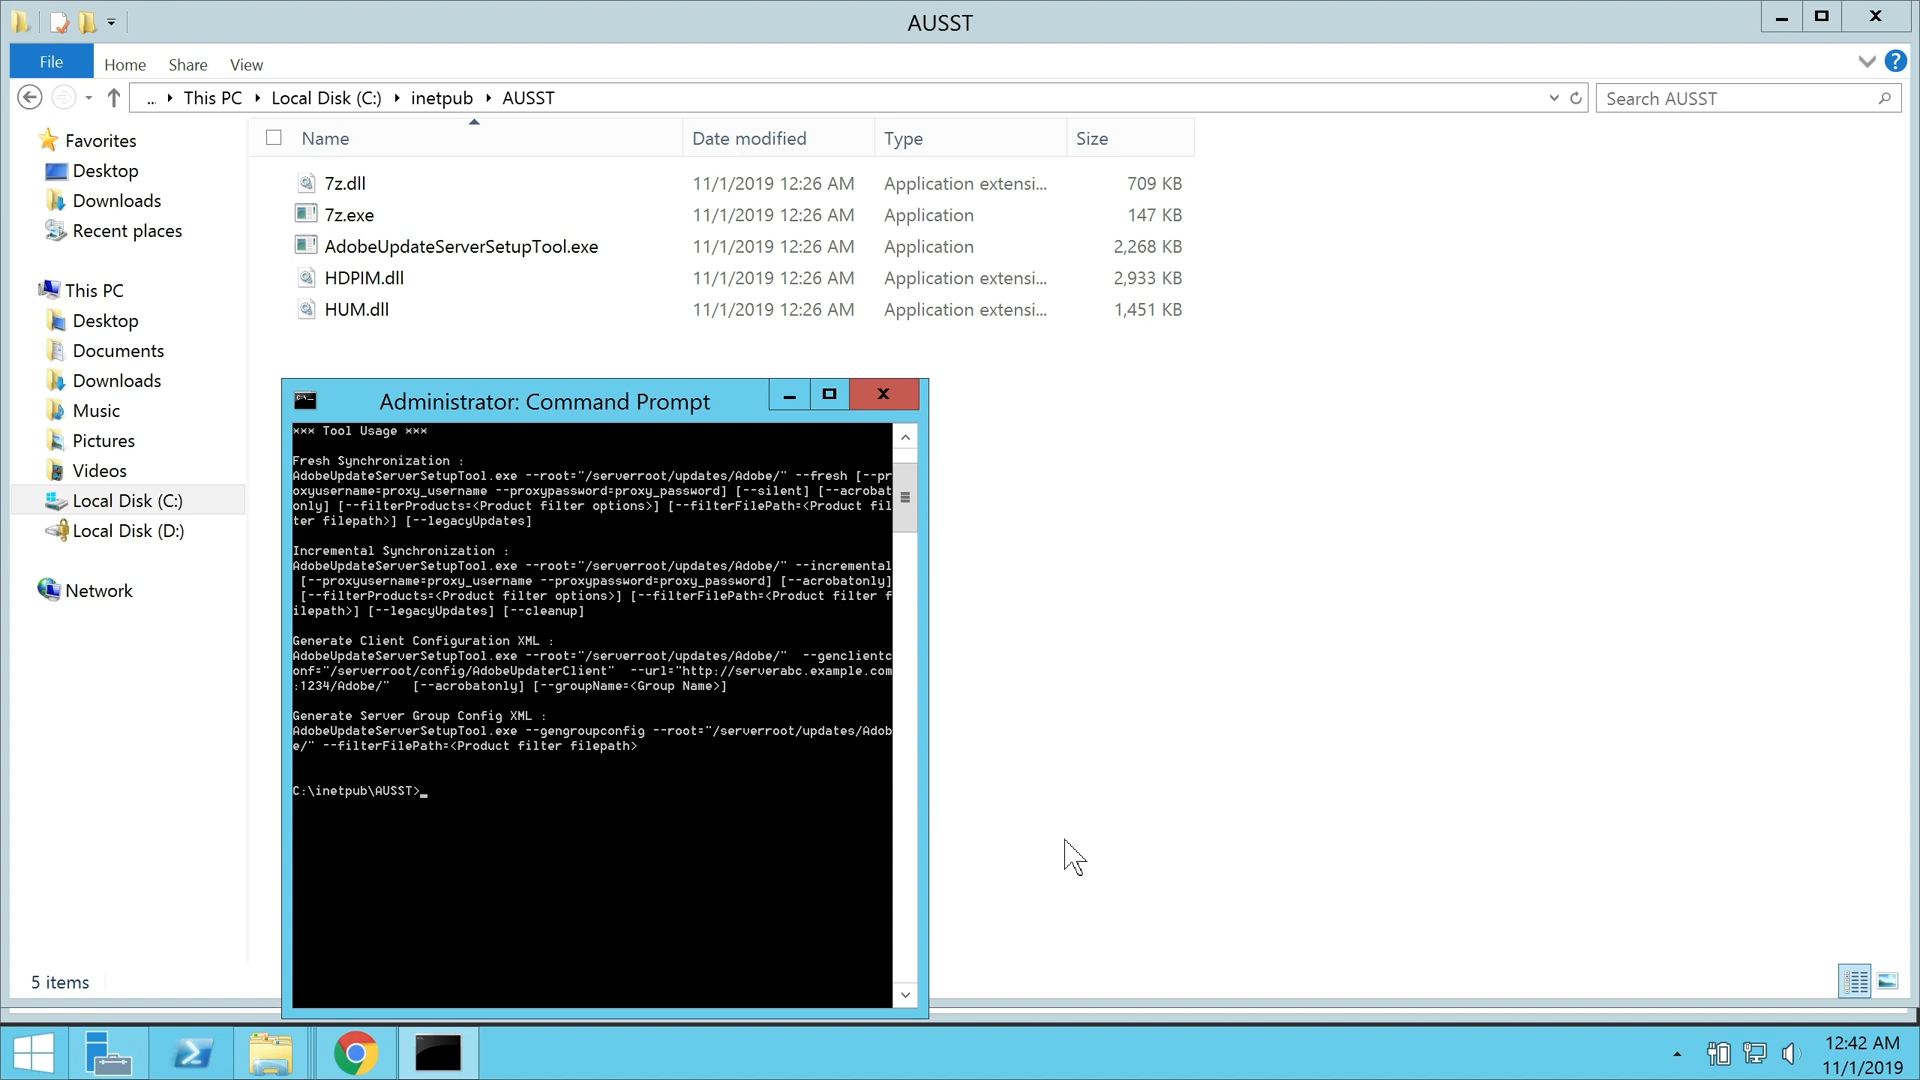 AUSST
File Home Share View
... This PC Local Disk (C:) inetpub AUSST
Search AUSST
Name Date modified Type Size
7z.dll 11/1/2019 12:26 AM Application extensi... 709 KB
7z.exe 11/1/2019 12:26 AM Application 147 KB
AdobeUpdateServerSetupTool.exe 11/1/2019 12:26 AM Application 2,268 KB
HDPIM.dll 11/1/2019 12:26 AM Application extensi... 2,933 KB
HUM.dll 11/1/2019 12:26 AM Application extensi... 1,451 KB
Favorites
Desktop
Downloads
Recent places
This PC
Desktop
Documents
Downloads
Music
Pictures
Videos
Local Disk (C:)
Local Disk (D:)
Network
5 items
Administrator: Command Prompt
*** Tool Usage ***
Fresh Synchronization :
AdobeUpdateServerSetupTool.exe --root="/serverroot/updates/Adobe/" --fresh [--pr
oxyusername=proxy_username --proxypassword=proxy_password] [--silent] [--acrobat
only] [--filterProducts=<Product filter options>] [--filterFilePath=<Product fil
ter filepath>] [--legacyUpdates]
Incremental Synchronization :
AdobeUpdateServerSetupTool.exe --root="/serverroot/updates/Adobe/" --incremental
[--proxyusername=proxy_username --proxypassword=proxy_password] [--acrobatonly]
[--filterProducts=<Product filter options>] [--filterFilePath=<Product filter f
ilepath>] [--legacyUpdates] [--cleanup]
Generate Client Configuration XML :
AdobeUpdateServerSetupTool.exe --root="/serverroot/updates/Adobe/" --genclientc
onf="/serverroot/config/AdobeUpdaterClient" --url="http://serverabc.example.com
:1234/Adobe/" [--acrobatonly] [--groupName=<Group Name>]
Generate Server Group Config XML :
AdobeUpdateServerSetupTool.exe --gengroupconfig --root="/serverroot/updates/Adob
e/" --filterFilePath=<Product filter filepath>
C:\inetpub\AUSST>_
12:42 AM
11/1/2019